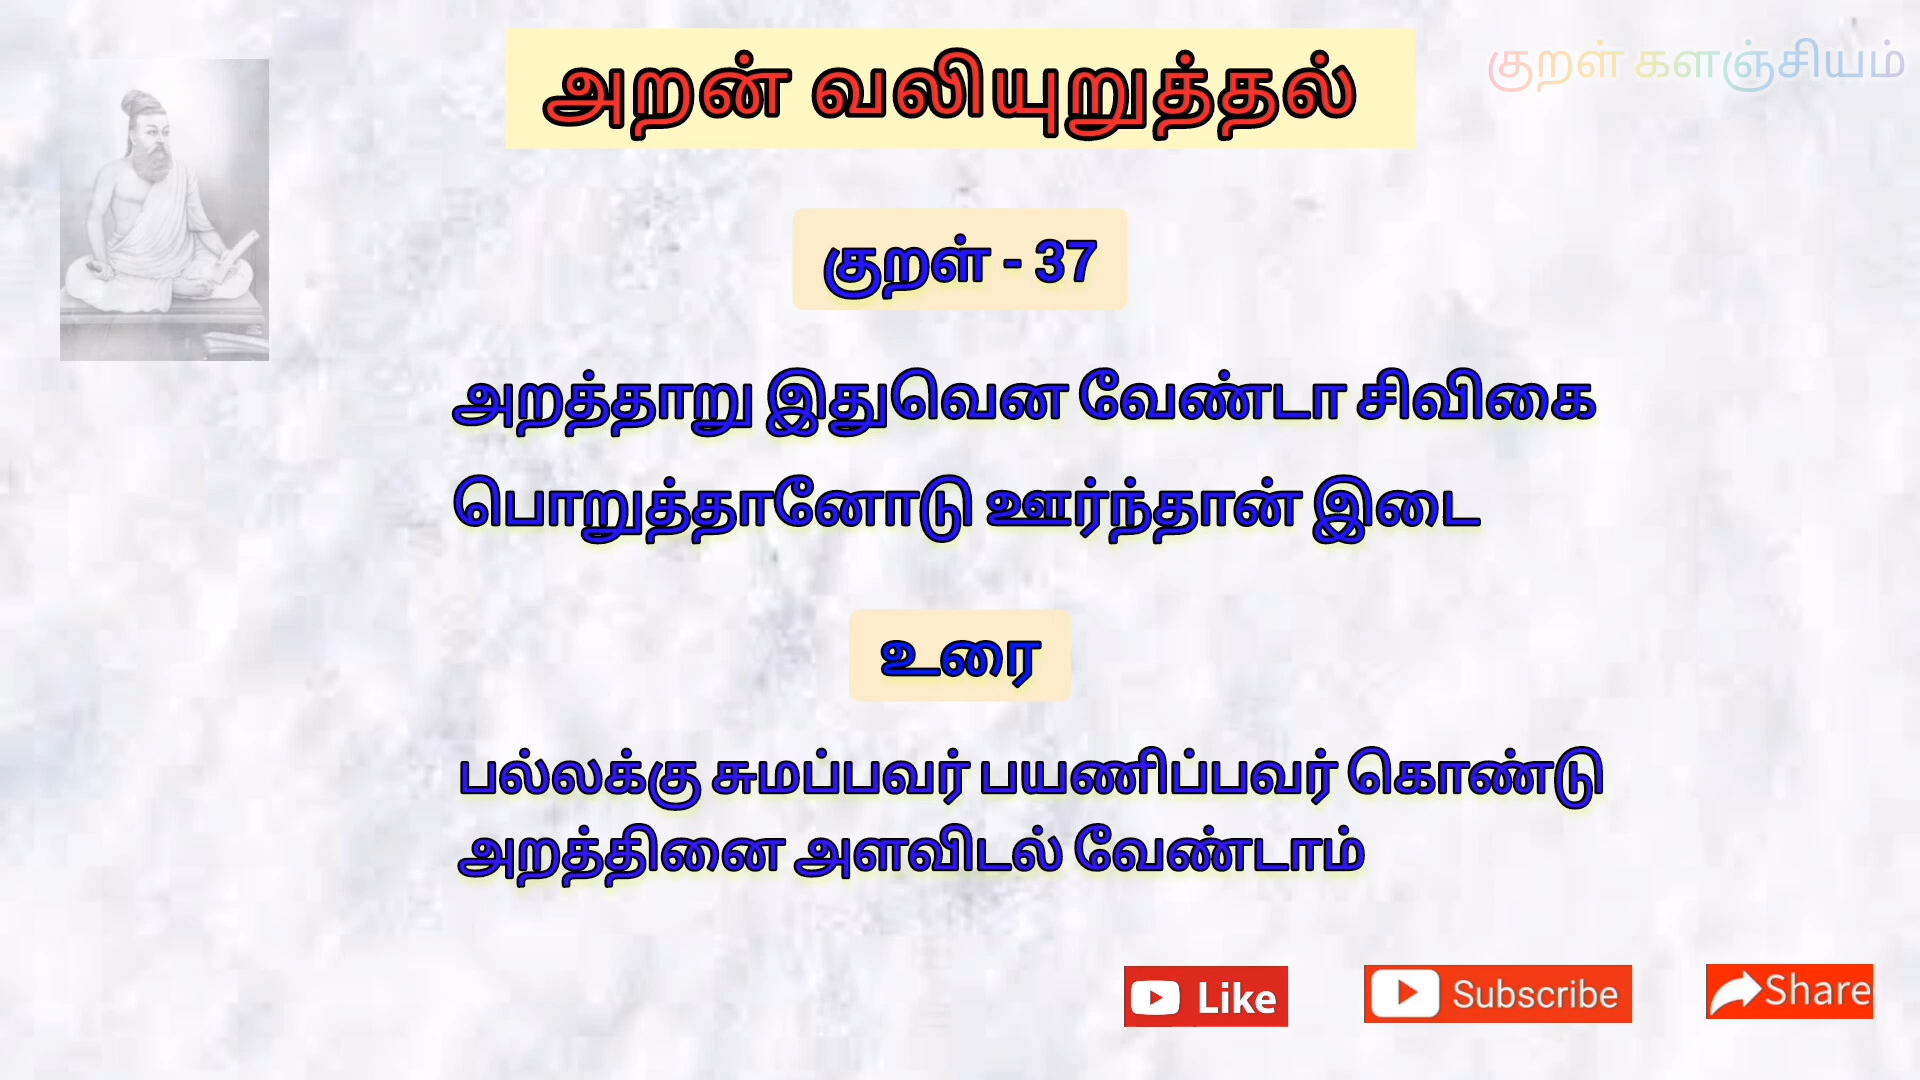 அறன் வலியுறுத்தல்
குறள் களஞ்சியம்
குறள் - 37
அறத்தாறு இதுவென வேண்டா சிவிகை
பொறுத்தானோடு ஊர்ந்தான் இடை
உரை
பல்லக்கு சுமப்பவர் பயணிப்பவர் கொண்டு
அறத்தினை அளவிடல் வேண்டாம்
Like
Subscribe
Share